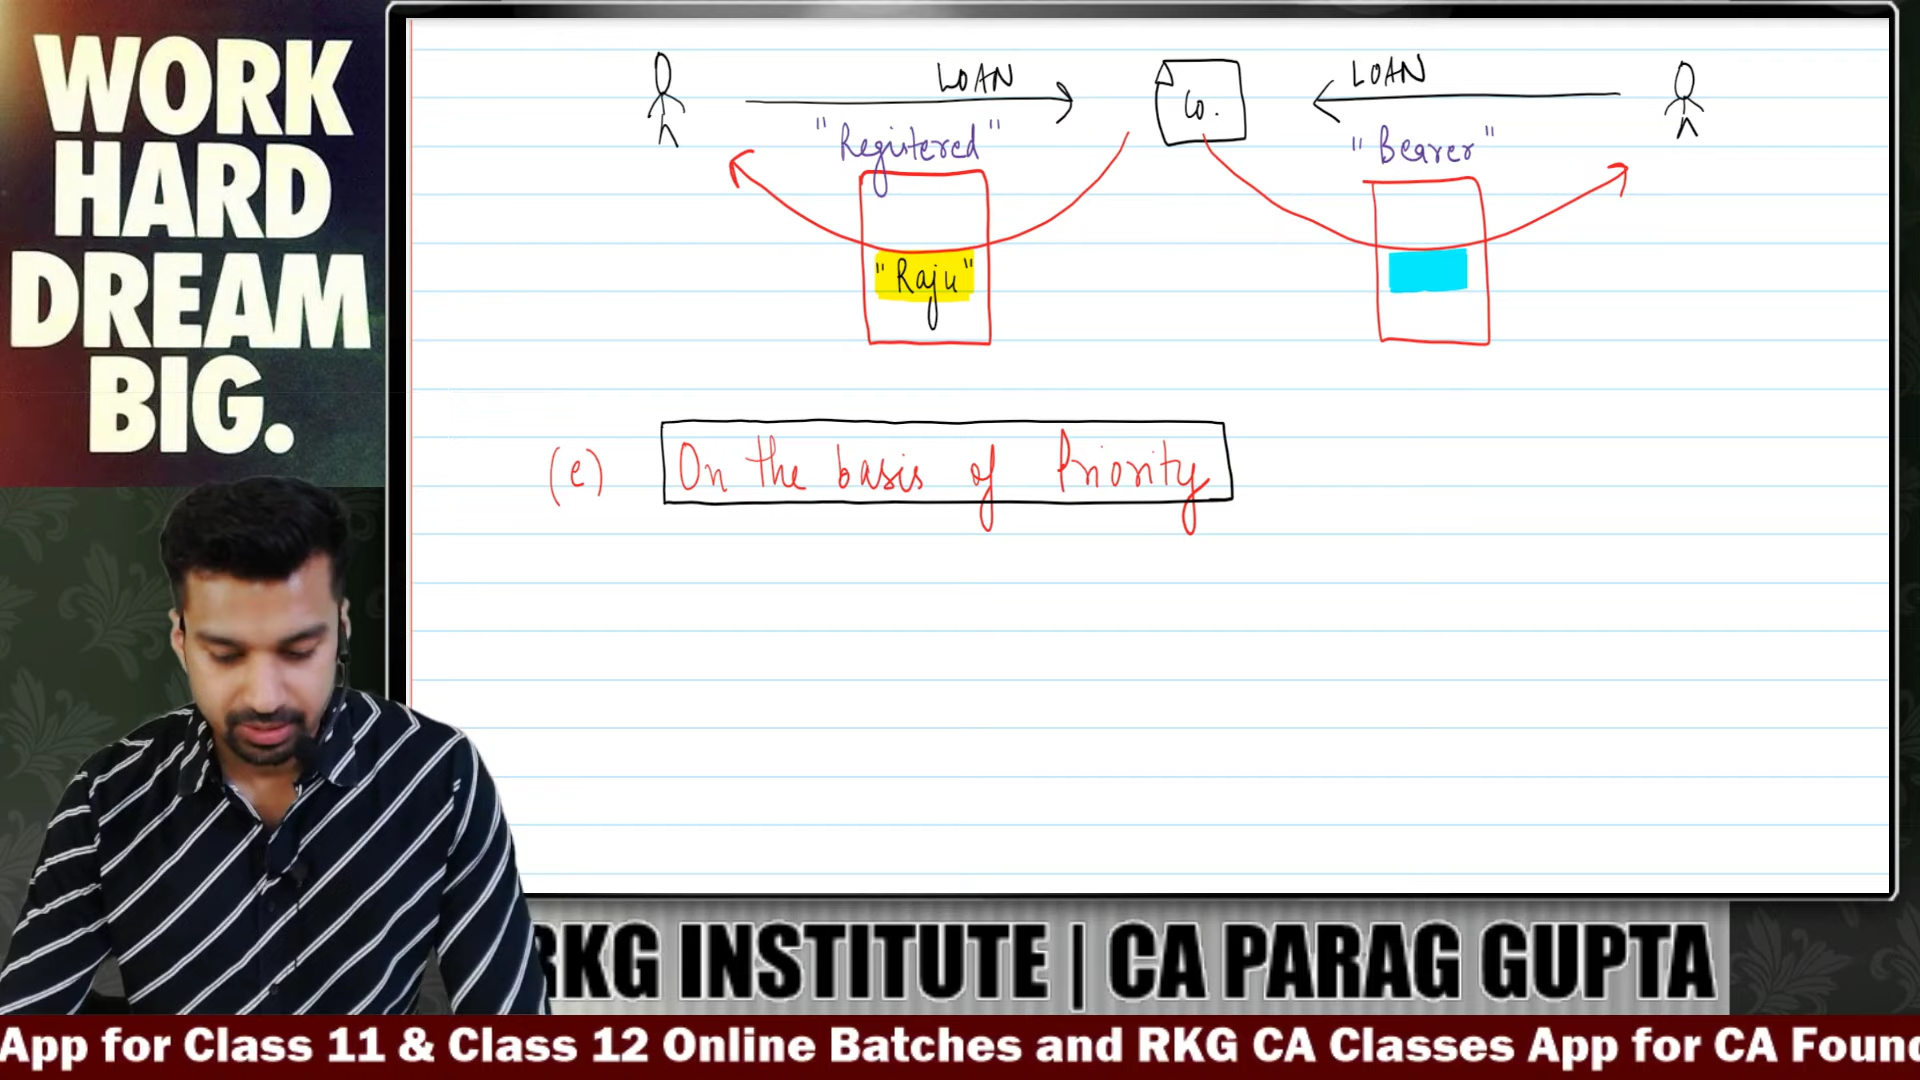 WORK
HARD
DREAM
BIG.
LOAN
Co.
LOAN
"Registered"
"Bearer"
"Raju"
(e) On the basis of Priority
RKG INSTITUTE | CA PARAG GUPTA
App for Class 11 & Class 12 Online Batches and RKG CA Classes App for CA Found